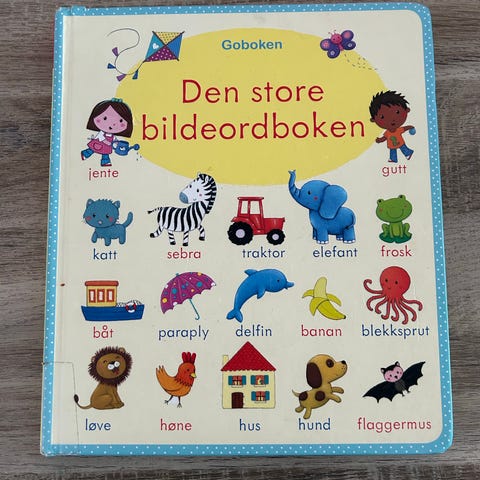 Goboken
Den store
bildeordboken
jente gutt
katt sebra traktor elefant frosk
båt paraply delfin banan blekksprut
løve høne hus hund flaggermus